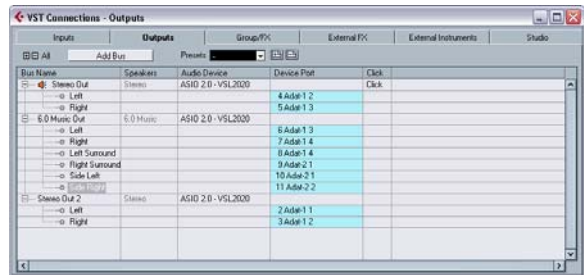 VST Connections - Outputs
Inputs Outputs Group/FX External FX External Instruments Studio
All Add Bus Presets -
Bus Name Speakers Audio Device Device Port Click
Stereo Out Stereo ASIO 2.0 - VSL2020 Click
Left 4 Adat-1 2
Right 5 Adat-1 3
6.0 Music Out 6.0 Music ASIO 2.0 - VSL2020
Left 6 Adat-1 3
Right 7 Adat-1 4
Left Surround 8 Adat-1 4
Right Surround 9 Adat-2 1
Side Left 10 Adat-2 1
Side Right 11 Adat-2 2
Stereo Out 2 Stereo ASIO 2.0 - VSL2020
Left 2 Adat-1 1
Right 3 Adat-1 2